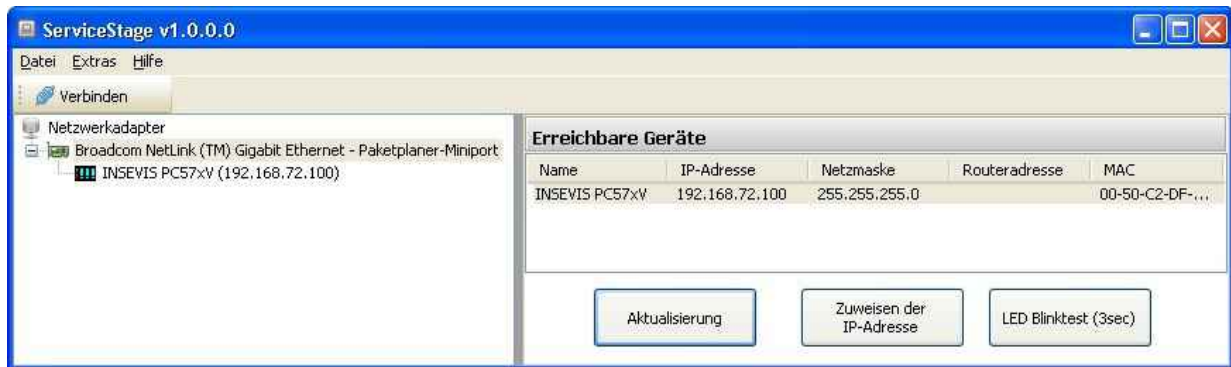 ServiceStage v1.0.0.0
Datei Extras Hilfe
Verbinden
Netzwerkadapter
Broadcom NetLink (TM) Gigabit Ethernet - Paketplaner-Miniport
INSEVIS PC57xV (192.168.72.100)
Erreichbare Geräte
Name IP-Adresse Netzmaske Routeradresse MAC
INSEVIS PC57xV 192.168.72.100 255.255.255.0 00-50-C2-DF-...
Aktualisierung
Zuweisen der
IP-Adresse
LED Blinktest (3sec)